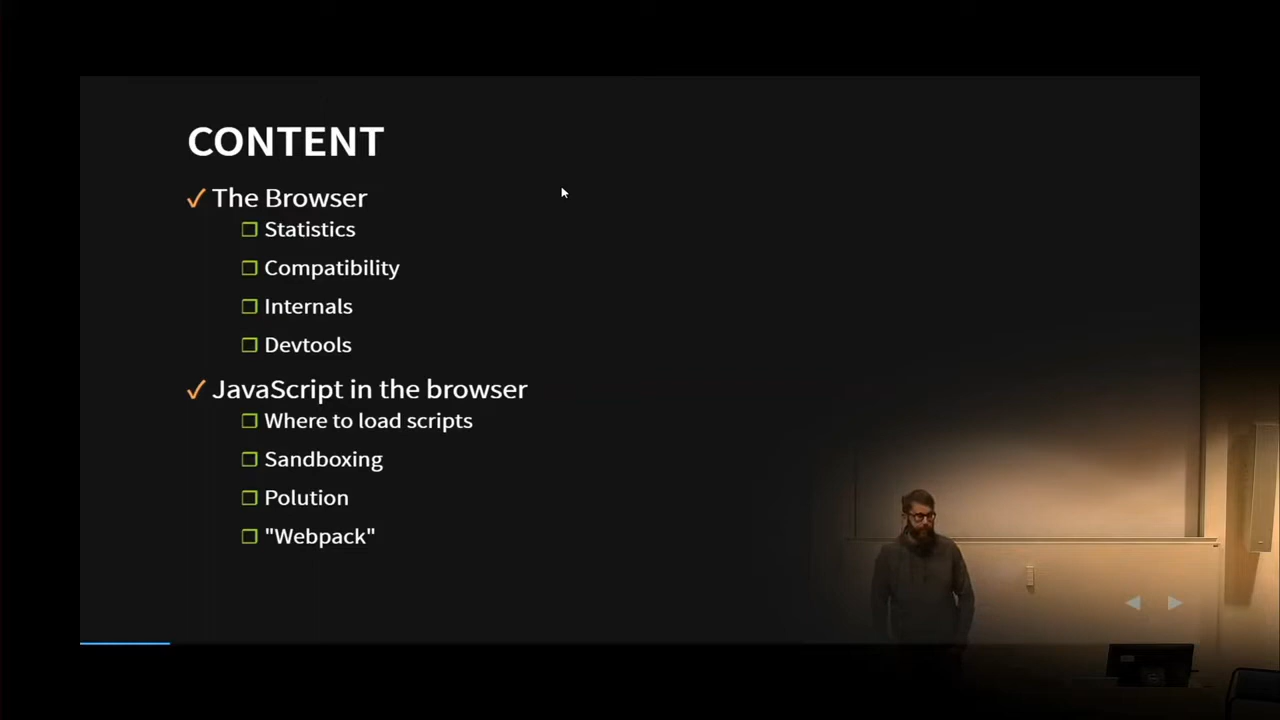 CONTENT
✓ The Browser
❒ Statistics
❒ Compatibility
❒ Internals
❒ Devtools
✓ JavaScript in the browser
❒ Where to load scripts
❒ Sandboxing
❒ Polution
❒ "Webpack"